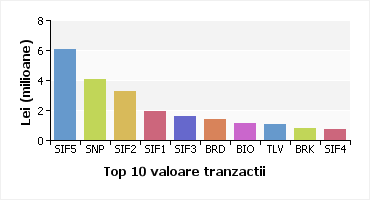 8
6
4
2
0
Lei (milioane)
SIF5 SNP SIF2 SIF1 SIF3 BRD BIO TLV BRK SIF4
Top 10 valoare tranzactii